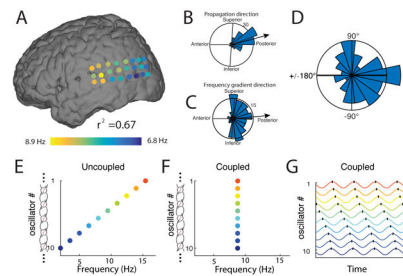 A
r²=0.67
8.9 Hz
6.8 Hz
B
Propagation direction
Superior
30
Anterior
Posterior
Inferior
C
Frequency gradient direction
Superior
15
Anterior
Posterior
Inferior
D
90°
+/-180°
-90°
E
Uncoupled
oscillator #
1
10
5
10
15
Frequency (Hz)
F
Coupled
oscillator #
1
10
5
10
15
Frequency (Hz)
G
Coupled
oscillator #
1
10
Time